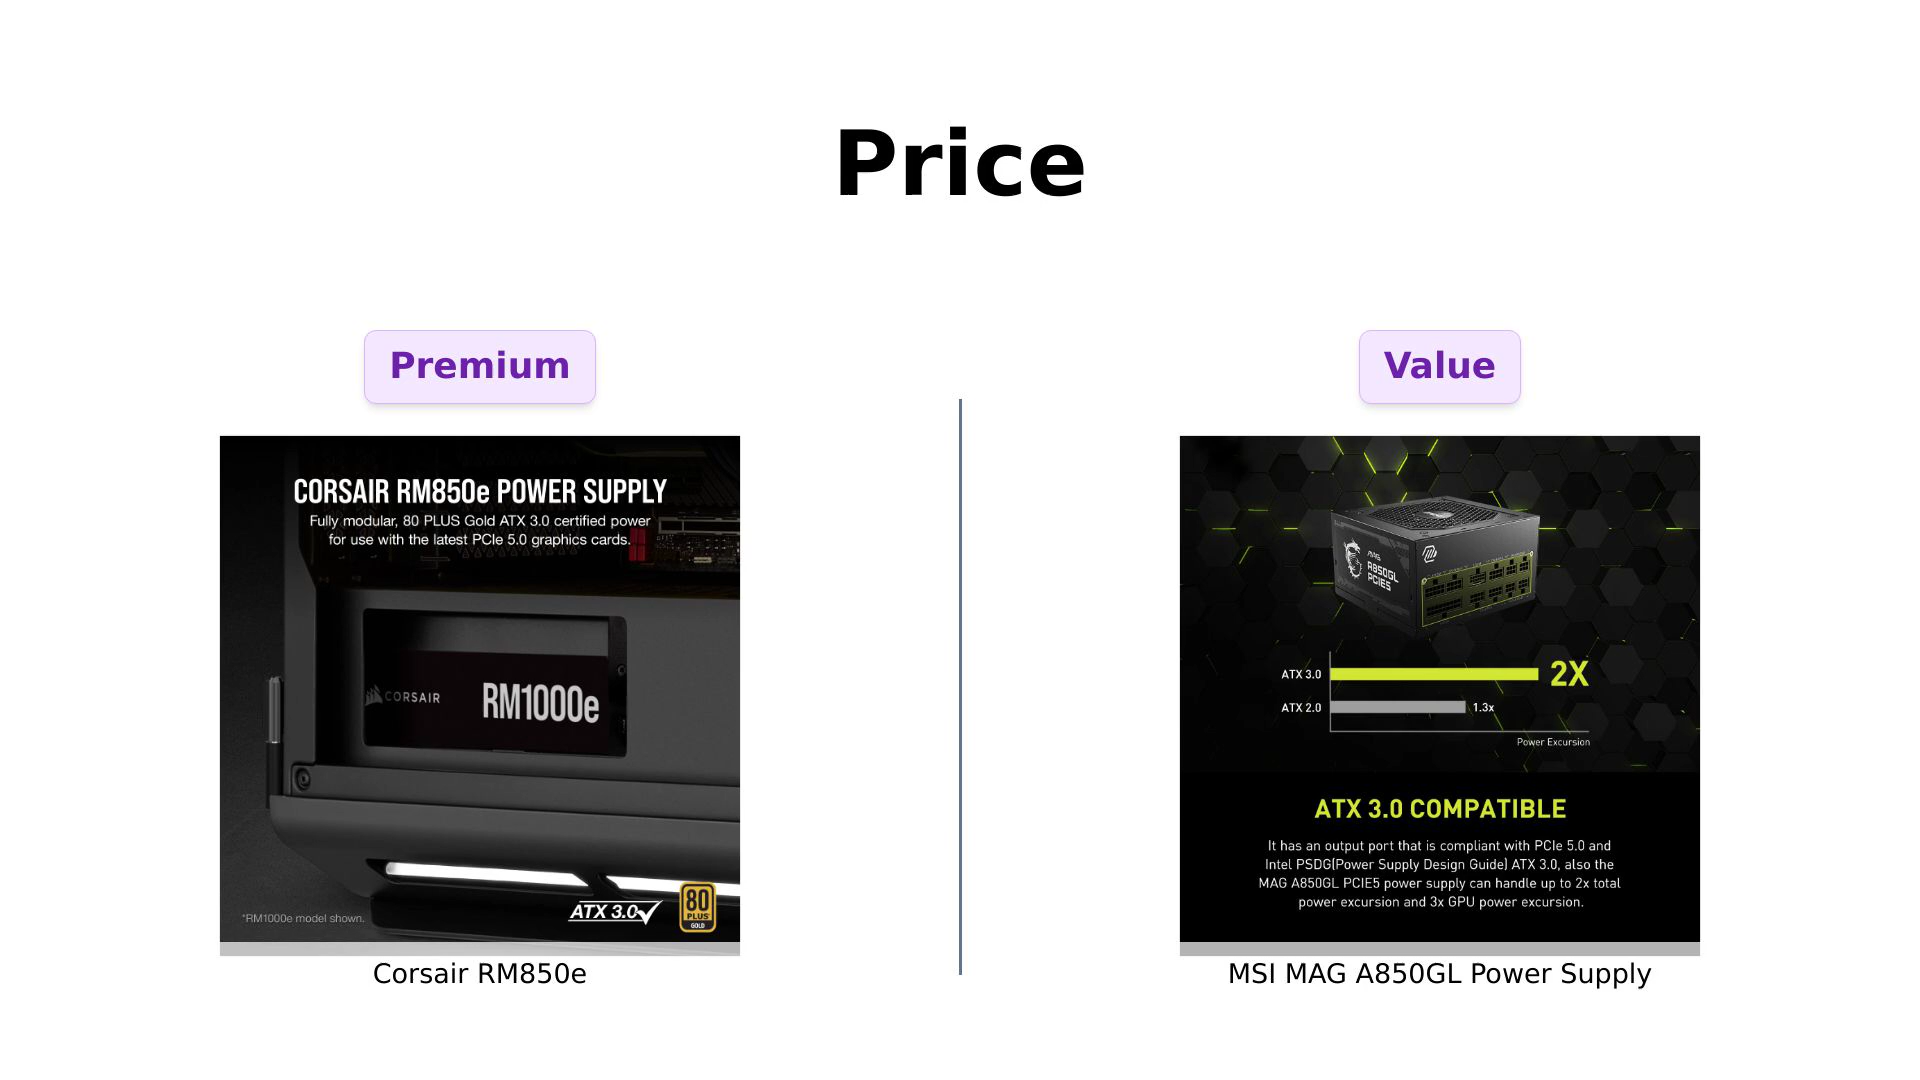 Price
Premium
CORSAIR RM850e POWER SUPPLY
Fully modular, 80 PLUS Gold ATX 3.0 certified power
for use with the latest PCIe 5.0 graphics cards.
CORSAIR
RM1000e
*RM1000e model shown.
ATX 3.0
80
PLUS
GOLD
Corsair RM850e
Value
MAG
A850GL
PCIE5
ATX 3.0
2X
ATX 2.0
1.3x
Power Excursion
ATX 3.0 COMPATIBLE
It has an output port that is compliant with PCIe 5.0 and
Intel PSDG(Power Supply Design Guide) ATX 3.0, also the
MAG A850GL PCIE5 power supply can handle up to 2x total
power excursion and 3x GPU power excursion.
MSI MAG A850GL Power Supply